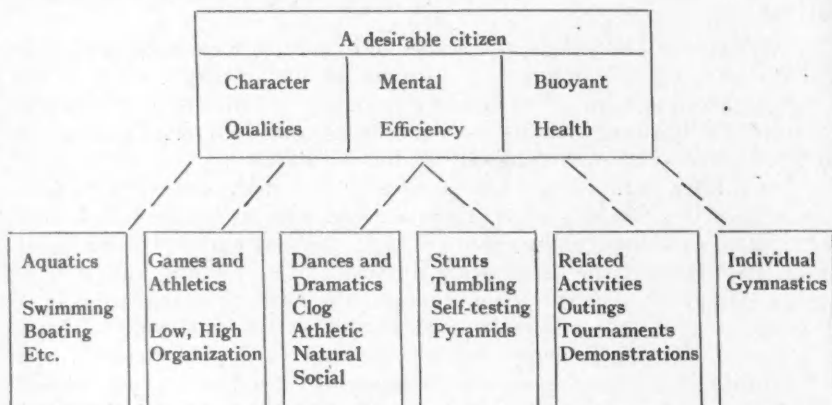 A desirable citizen
Character
Qualities
Mental
Efficiency
Buoyant
Health
Aquatics
Swimming
Boating
Etc.
Games and
Athletics
Low, High
Organization
Dances and
Dramatics
Clog
Athletic
Natural
Social
Stunts
Tumbling
Self-testing
Pyramids
Related
Activities
Outings
Tournaments
Demonstrations
Individual
Gymnastics